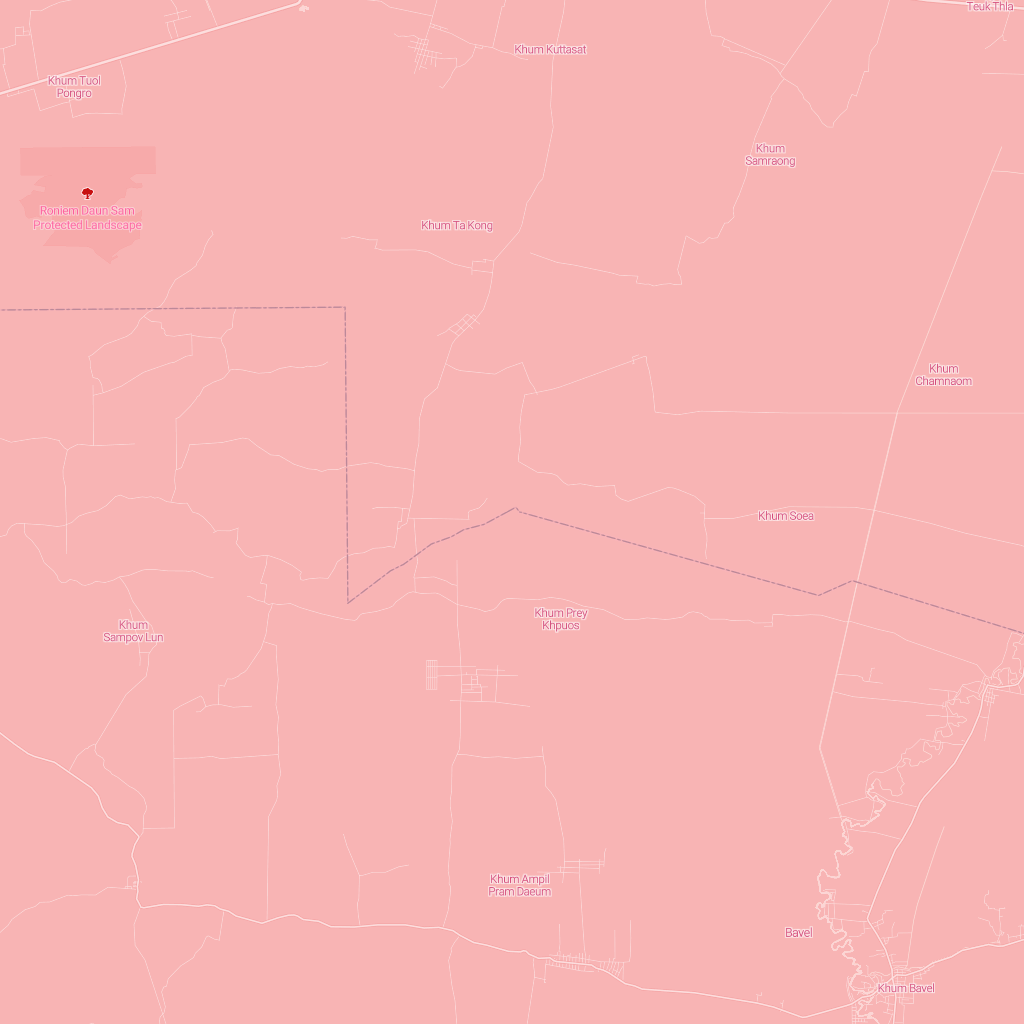 Teuk Thla
Khum Kuttasat
Khum Tuol
Pongro
Khum
Samraong
Roniem Daun Sam
Protected Landscape
Khum Ta Kong
Khum
Chamnaom
Khum Soea
Khum Prey
Khpuos
Khum
Sampov Lun
Khum Ampil
Pram Daeum
Bavel
Khum Bavel